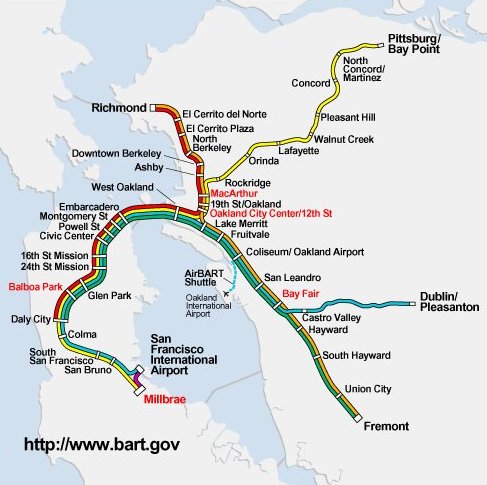 Pittsburg/
Bay Point
North
Concord/
Martinez
Concord
Pleasant Hill
Walnut Creek
Lafayette
Orinda
Rockridge
Richmond
El Cerrito del Norte
El Cerrito Plaza
North
Berkeley
Downtown Berkeley
Ashby
MacArthur
19th St/Oakland
Oakland City Center/12th St
West Oakland
Lake Merritt
Fruitvale
Coliseum/ Oakland Airport
Embarcadero
Montgomery St
Powell St
Civic Center
16th St Mission
24th St Mission
Balboa Park
Glen Park
Daly City
Colma
South
San Francisco
San Bruno
San
Francisco
International
Airport
Millbrae
AirBART
Shuttle
Oakland
International
Airport
San Leandro
Bay Fair
Castro Valley
Dublin/
Pleasanton
Hayward
South Hayward
Union City
Fremont
http://www.bart.gov